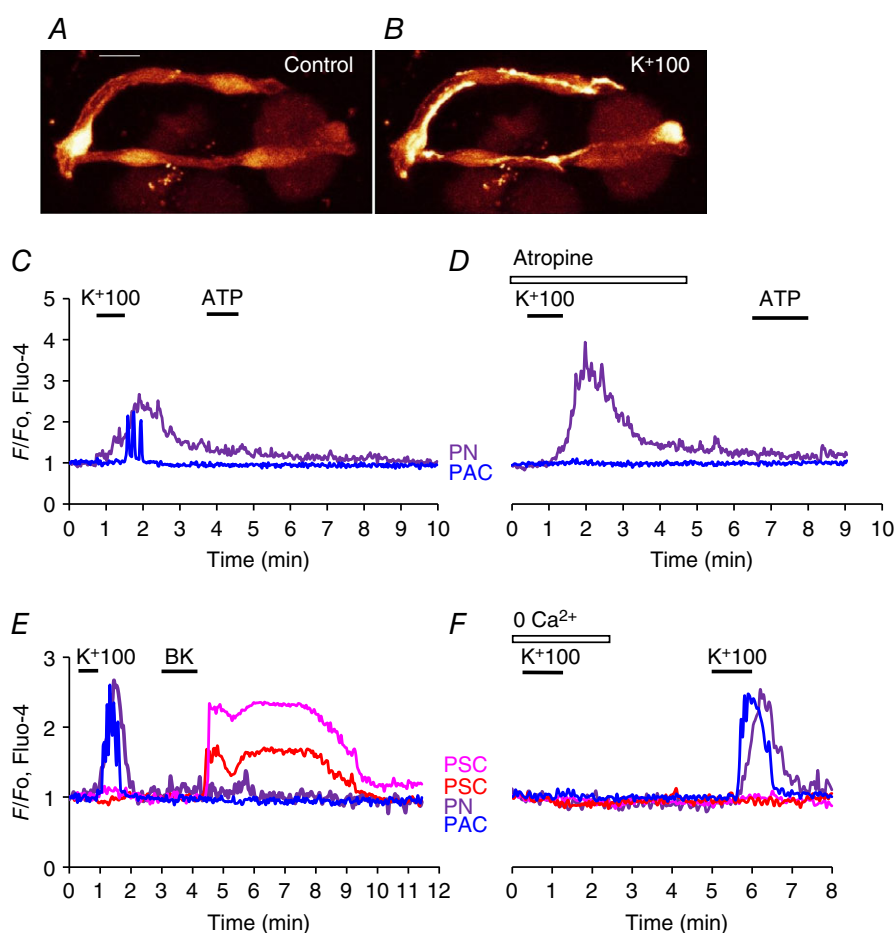 A
Control
B
K+100
C
K+100
ATP
5
4
3
2
1
0
F/Fo, Fluo-4
0 1 2 3 4 5 6 7 8 9 10
Time (min)
PN
PAC
D
Atropine
K+100
ATP
0 1 2 3 4 5 6 7 8 9 10
Time (min)
E
K+100
BK
3
2
1
0
F/Fo, Fluo-4
0 1 2 3 4 5 6 7 8 9 10 11 12
Time (min)
PSC
PSC
PN
PAC
F
0 Ca²⁺
K+100
K+100
0 1 2 3 4 5 6 7 8
Time (min)